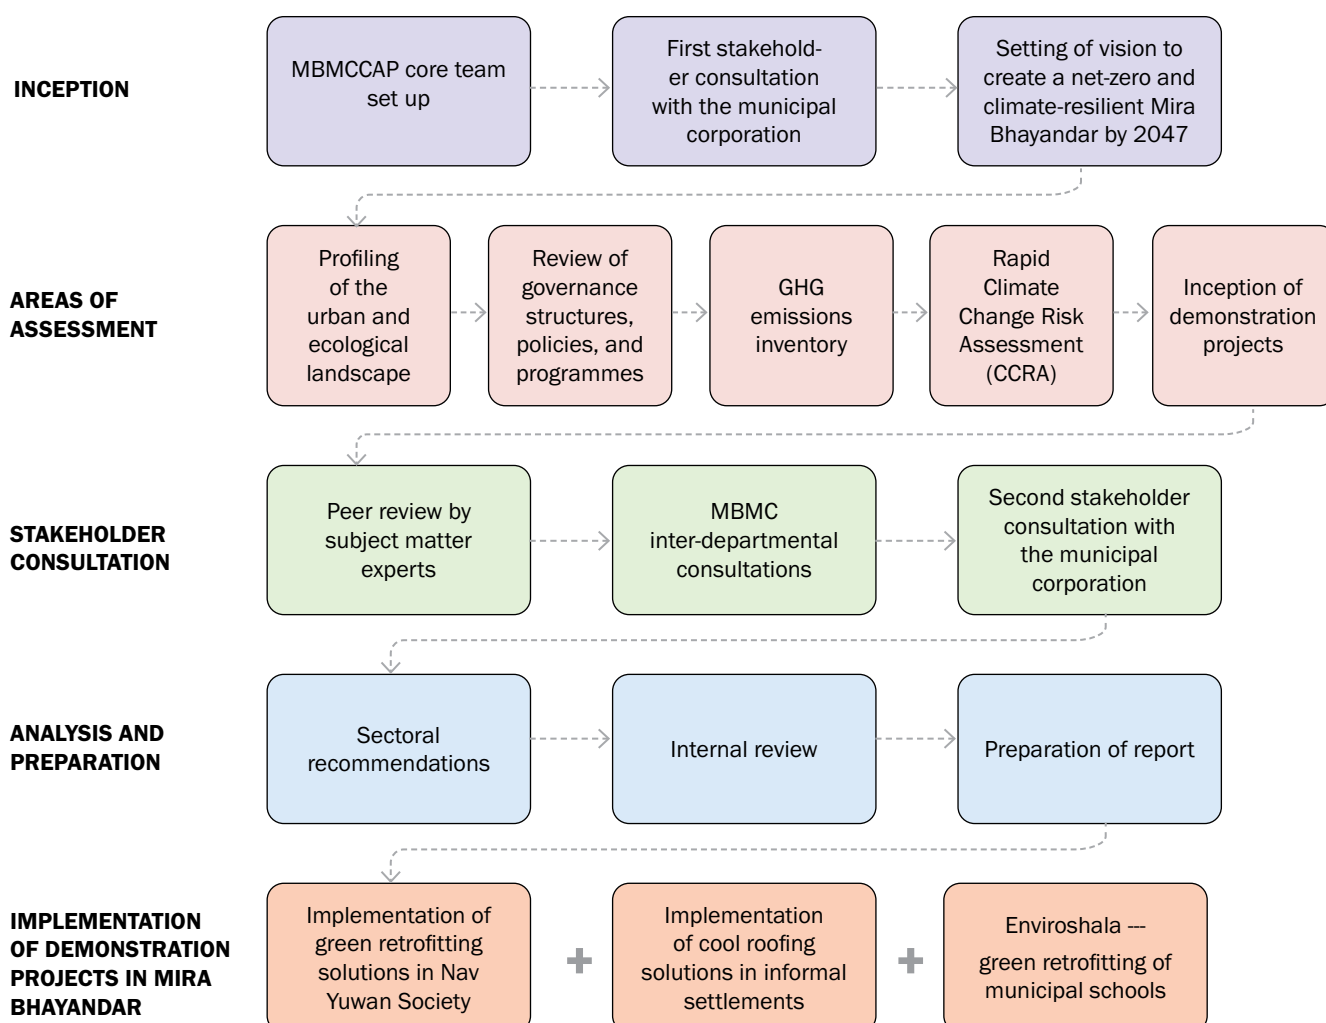 INCEPTION
MBMCCAP core team
set up
First stakehold-
er consultation
with the municipal
corporation
Setting of vision to
create a net-zero and
climate-resilient Mira
Bhayandar by 2047
AREAS OF
ASSESSMENT
Profiling
of the
urban and
ecological
landscape
Review of
governance
structures,
policies, and
programmes
GHG
emissions
inventory
Rapid
Climate
Change Risk
Assessment
(CCRA)
Inception of
demonstration
projects
STAKEHOLDER
CONSULTATION
Peer review by
subject matter
experts
MBMC
inter-departmental
consultations
Second stakeholder
consultation with
the municipal
corporation
ANALYSIS AND
PREPARATION
Sectoral
recommendations
Internal review
Preparation of report
IMPLEMENTATION
OF DEMONSTRATION
PROJECTS IN MIRA
BHAYANDAR
Implementation of
green retrofitting
solutions in Nav
Yuwan Society
+
Implementation
of cool roofing
solutions in informal
settlements
+
Enviroshala ---
green retrofitting of
municipal schools